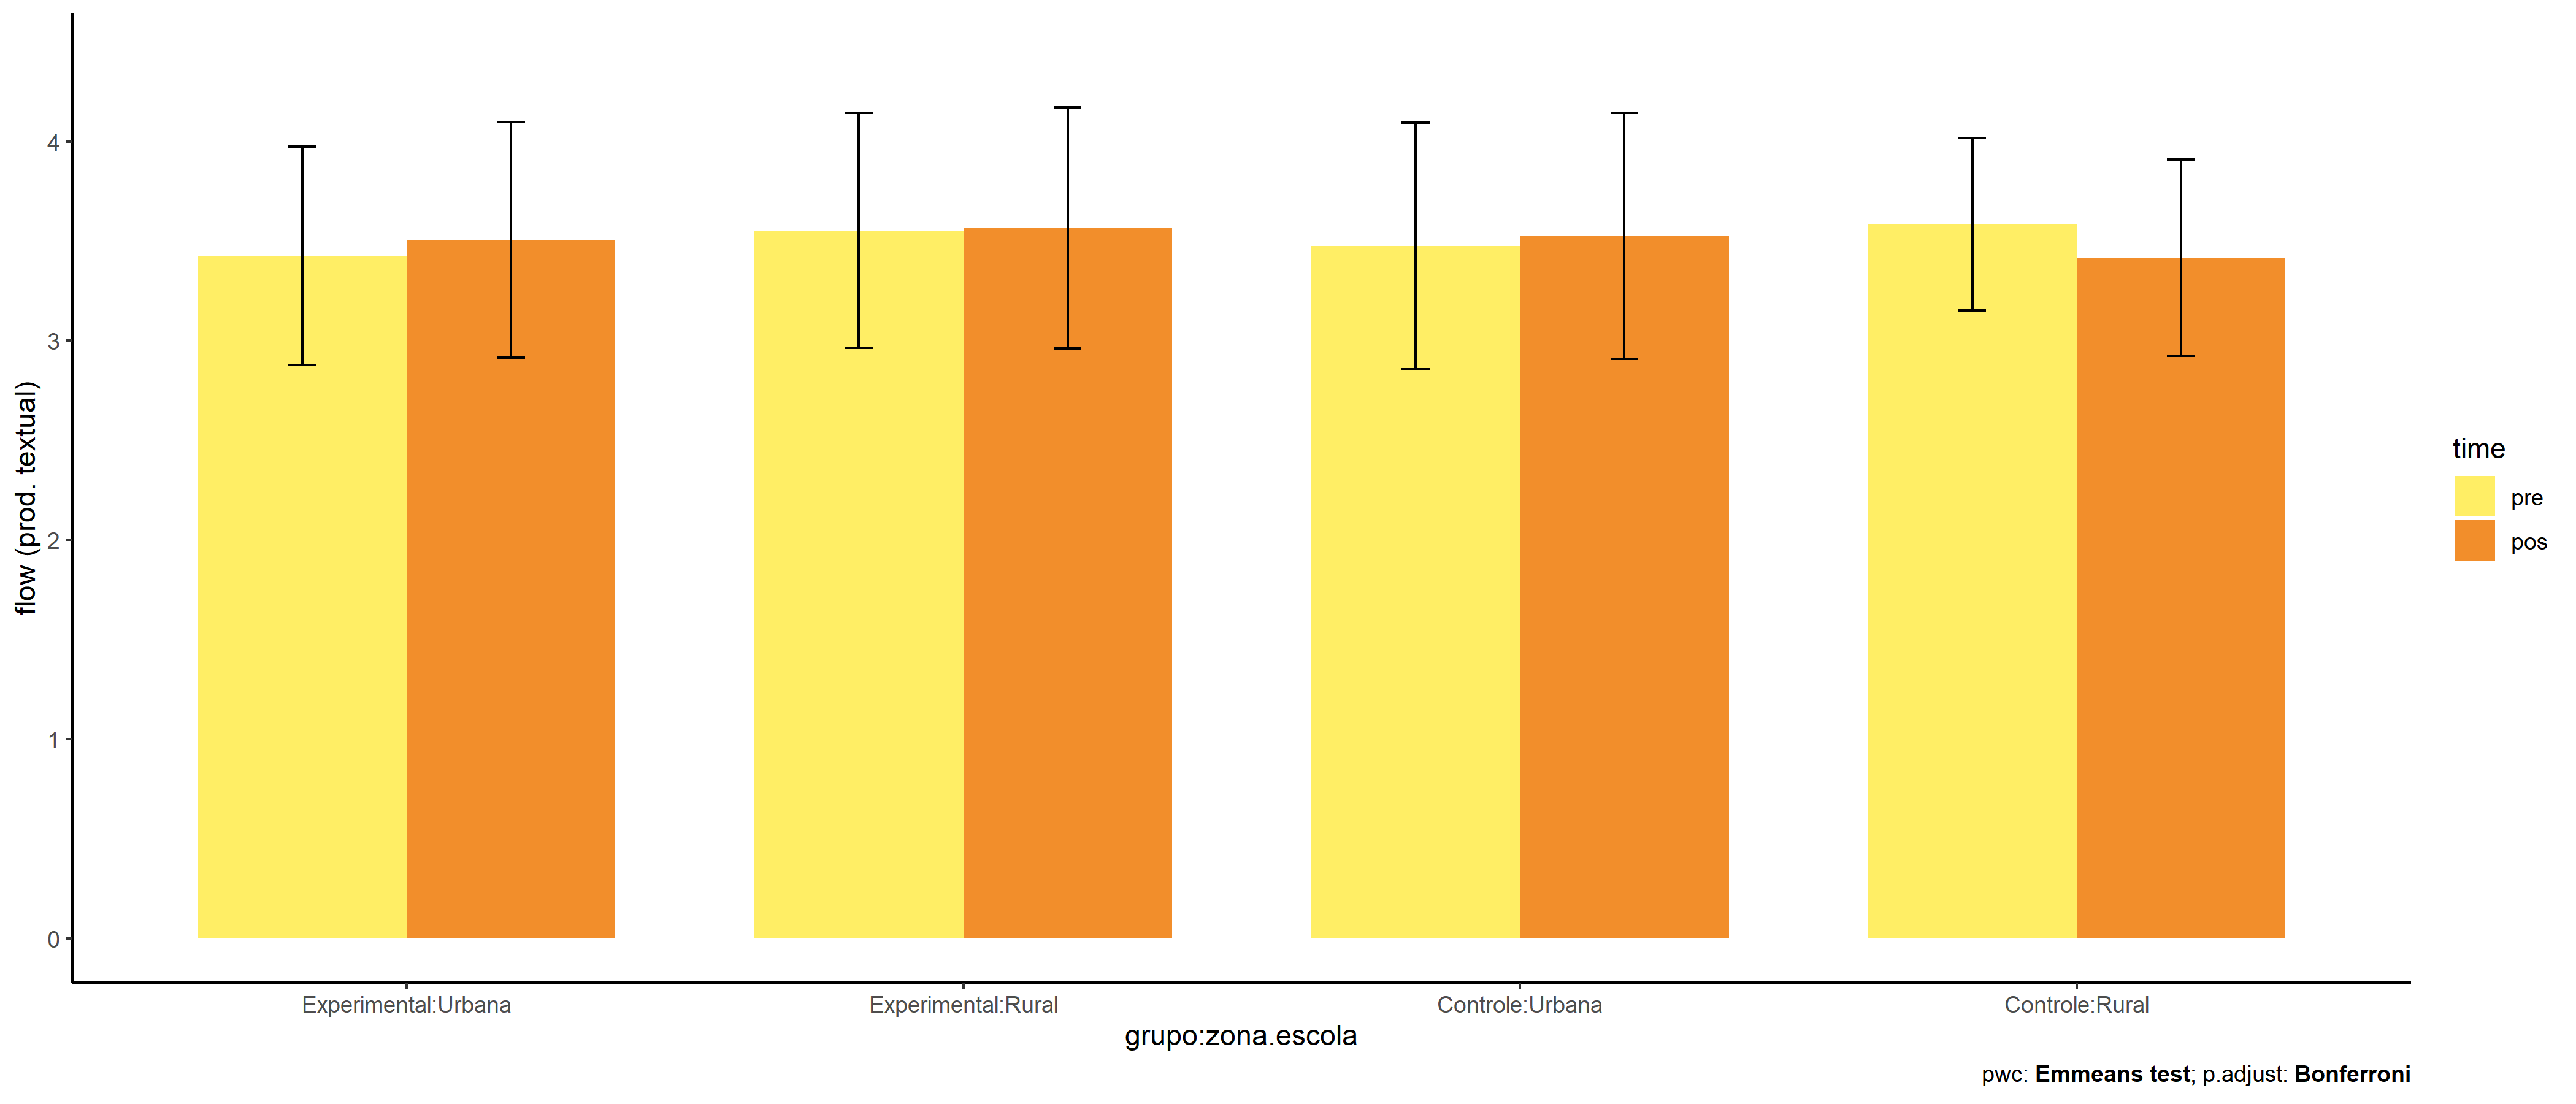 flow (prod. textual)
4
3
2
1
0
Experimental:Urbana
Experimental:Rural
Controle:Urbana
Controle:Rural
grupo:zona.escola
time
pre
pos
pwc: Emmeans test; p.adjust: Bonferroni